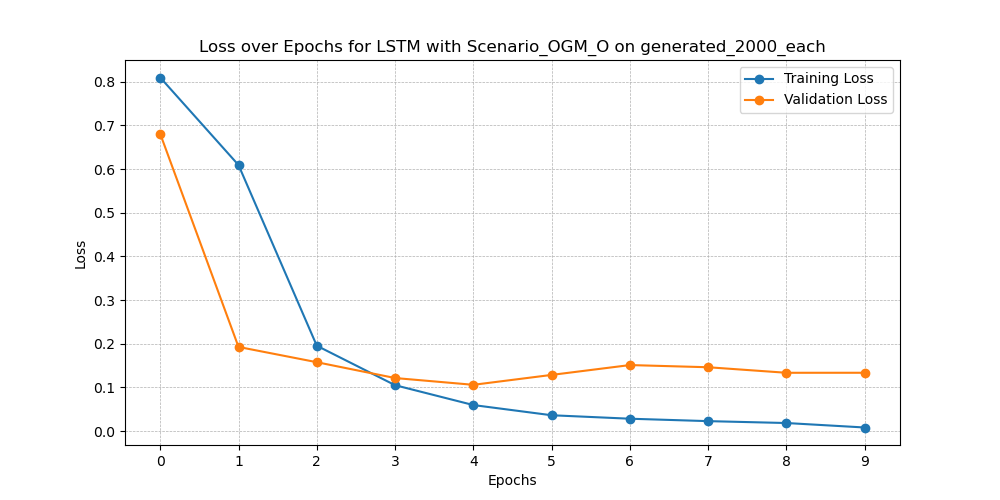 Loss over Epochs for LSTM with Scenario_OGM_O on generated_2000_each
Training Loss
Validation Loss
0.8
0.7
0.6
0.5
0.4
0.3
0.2
0.1
0.0
Loss
0 1 2 3 4 5 6 7 8 9
Epochs